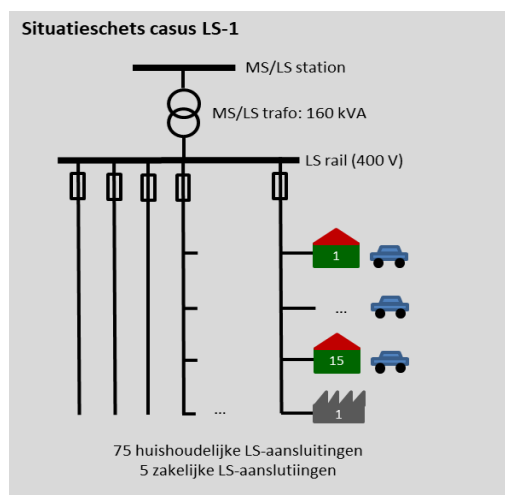 Situatieschets casus LS-1
MS/LS station
MS/LS trafo: 160 kVA
LS rail (400 V)
1
...
15
... 1
75 huishoudelijke LS-aansluitingen
5 zakelijke LS-aanslutiingen